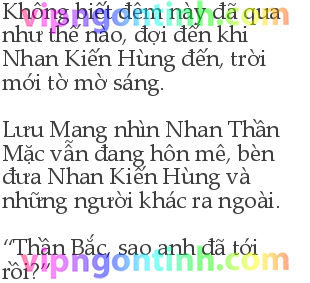 Không biết đêm này đã qua
như thế nào, đợi đến khi
Nhan Kiến Hùng đến, trời
mới tờ mờ sáng.
Lưu Mang nhìn Nhan Thần
Mặc vẫn đang hôn mê, bèn
đưa Nhan Kiến Hùng và
những người khác ra ngoài.
“Thần Bắc, sao anh đã tới
rồi?”
vipngontinh.com
vipngontinh.com